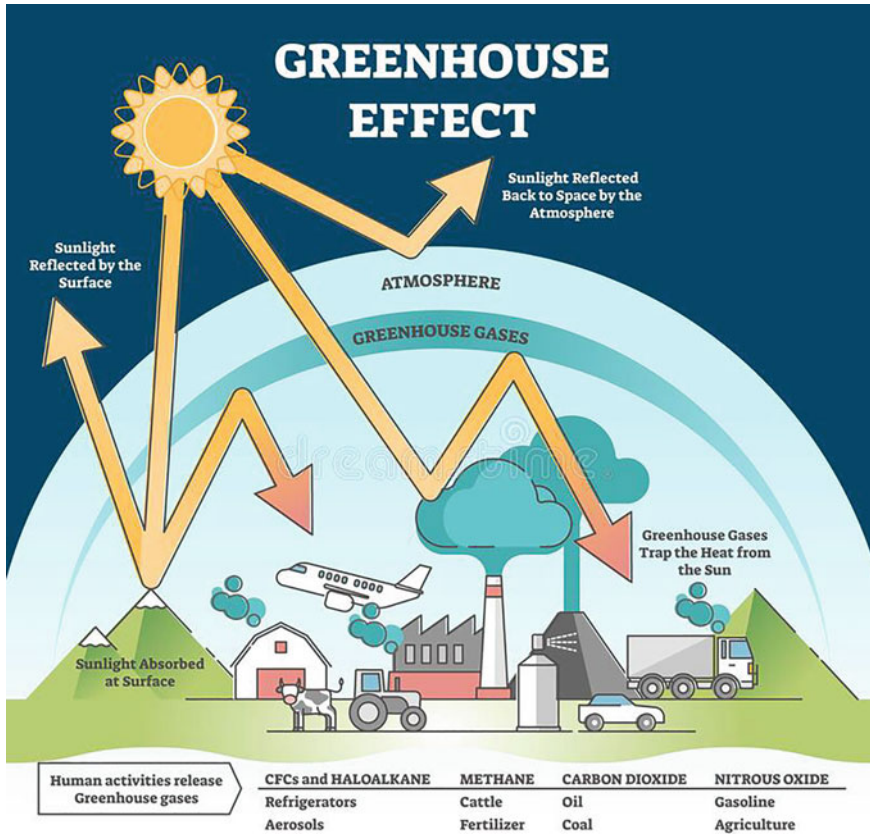 GREENHOUSE
EFFECT
Sunlight Reflected
Back to Space by the
Atmosphere
Sunlight
Reflected by the
Surface
ATMOSPHERE
GREENHOUSE GASES
dreamstime.
Greenhouse Gases
Trap the Heat from
the Sun
Sunlight Absorbed
at Surface
Human activities release
Greenhouse gases
CFCs and HALOALKANE METHANE CARBON DIOXIDE NITROUS OXIDE
Refrigerators Cattle Oil Gasoline
Aerosols Fertilizer Coal Agriculture